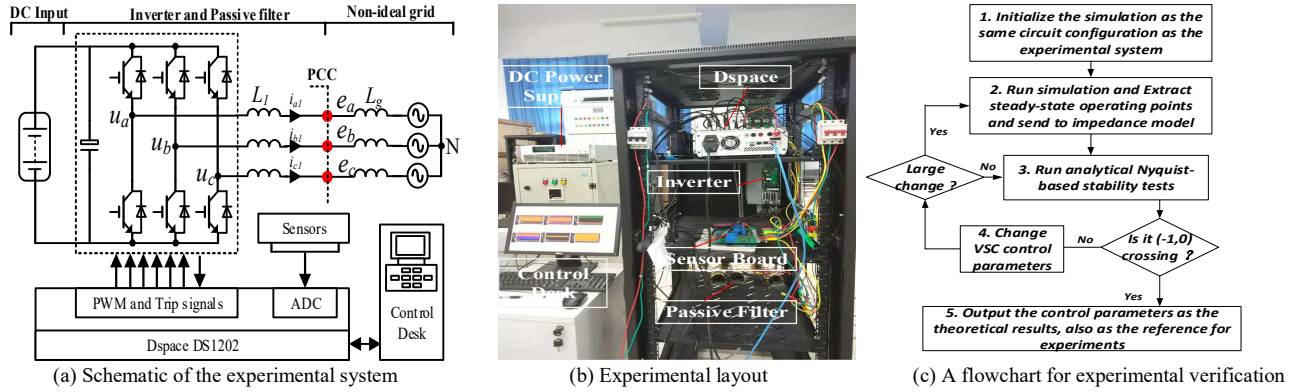 DC Input
Inverter and Passive filter
Non-ideal grid
PCC
L1
ia1
ea
Lg
ua
ib1
eb
ub
N
ic1
ec
uc
Sensors
PWM and Trip signals
ADC
Control
Desk
Dspace DS1202
(a) Schematic of the experimental system
DC Power
Sup
Dspace
Inverter
Sensor Board
Control
Desk
Passive Filter
(b) Experimental layout
1. Initialize the simulation as the
same circuit configuration as the
experimental system
2. Run simulation and Extract
steady-state operating points
and send to impedance model
Yes
Large
change ?
No
3. Run analytical Nyquist-
based stability tests
4. Change
VSC control
parameters
No
Is it (-1,0)
crossing
?
Yes
5. Output the control parameters as the
theoretical results, also as the reference for
experiments
(c) A flowchart for experimental verification